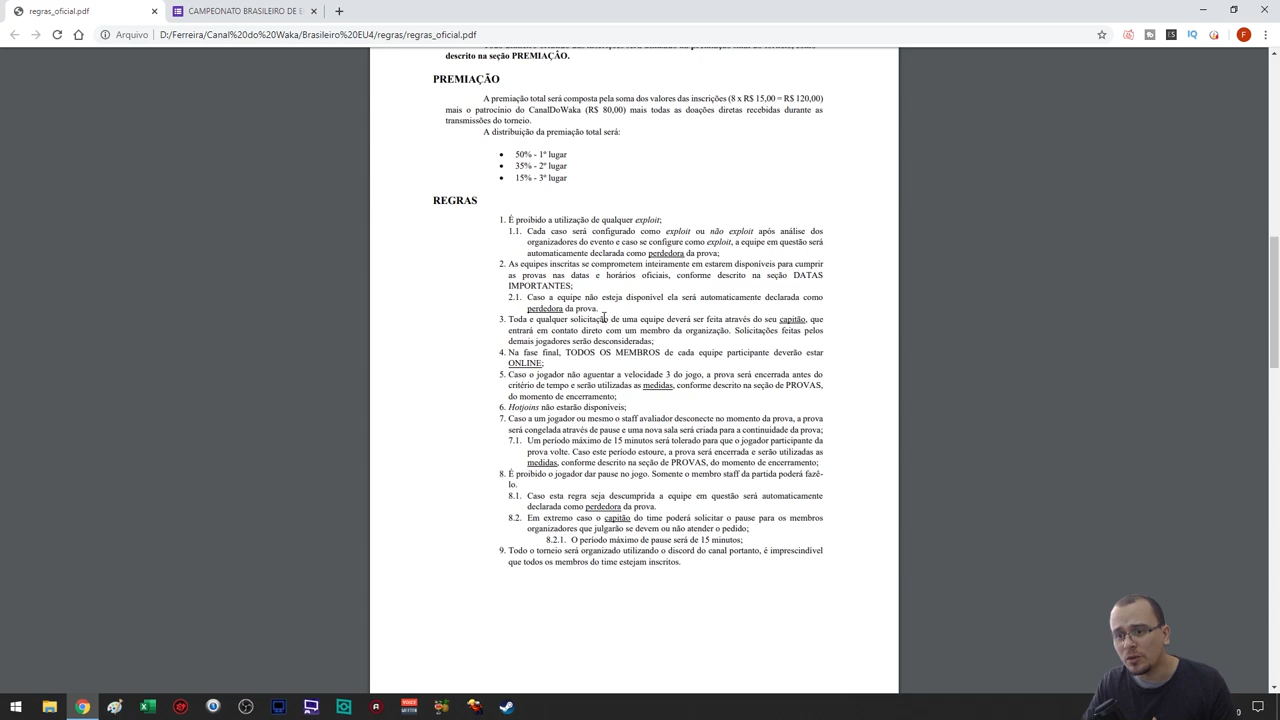 regras_oficial.pdf
CAMPEONATO BRASILEIRO DE E
Arquivo | D:/Ferreira/Canal do Waka/Brasileiro EU4/regras/regras_oficial.pdf
descrito na seção PREMIAÇÃO.
PREMIAÇÃO
A premiação total será composta pela soma dos valores das inscrições (8 x R$ 15,00 = R$ 120,00)
mais o patrocínio do CanalDoWaka (R$ 80,00) mais todas as doações diretas recebidas durante as
transmissões do torneio.
A distribuição da premiação total será:
• 50% - 1º lugar
• 35% - 2º lugar
• 15% - 3º lugar
REGRAS
1. É proibido a utilização de qualquer exploit;
1.1. Cada caso será configurado como exploit ou não exploit após análise dos
organizadores do evento e caso se configure como exploit, a equipe em questão será
automaticamente declarada como perdedora da prova;
2. As equipes inscritas se comprometem inteiramente em estarem disponíveis para cumprir
as provas nas datas e horários oficiais, conforme descrito na seção DATAS
IMPORTANTES;
2.1. Caso a equipe não esteja disponível ela será automaticamente declarada como
perdedora da prova.
3. Toda e qualquer solicitação de uma equipe deverá ser feita através do seu capitão, que
entrará em contato direto com um membro da organização. Solicitações feitas pelos
demais jogadores serão desconsideradas;
4. Na fase final, TODOS OS MEMBROS de cada equipe participante deverão estar
ONLINE;
5. Caso o jogador não aguentar a velocidade 3 do jogo, a prova será encerrada antes do
critério de tempo e serão utilizadas as medidas, conforme descrito na seção de PROVAS,
do momento de encerramento;
6. Hotjoins não estarão disponíveis;
7. Caso a um jogador ou mesmo o staff avaliador desconecte no momento da prova, a prova
será congelada através de pause e uma nova sala será criada para a continuidade da prova;
7.1. Um período máximo de 15 minutos será tolerado para que o jogador participante da
prova volte. Caso este período estoure, a prova será encerrada e serão utilizadas as
medidas, conforme descrito na seção de PROVAS, do momento de encerramento;
8. É proibido o jogador dar pause no jogo. Somente o membro staff da partida poderá fazê-
lo.
8.1. Caso esta regra seja descumprida a equipe em questão será automaticamente
declarada como perdedora da prova.
8.2. Em extremo caso o capitão do time poderá solicitar o pause para os membros
organizadores que julgarão se devem ou não atender o pedido;
8.2.1. O período máximo de pause será de 15 minutos;
9. Todo o torneio será organizado utilizando o discord do canal portanto, é imprescindível
que todos os membros do time estejam inscritos.